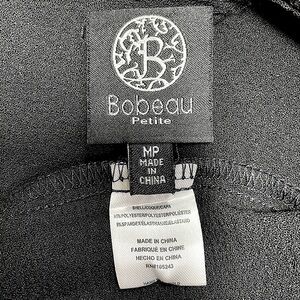 B
Bobeau
Petite
MP
MADE
IN
CHINA
MADE IN CHINA
FABRIQUÉ EN CHINE
HECHO EN CHINA